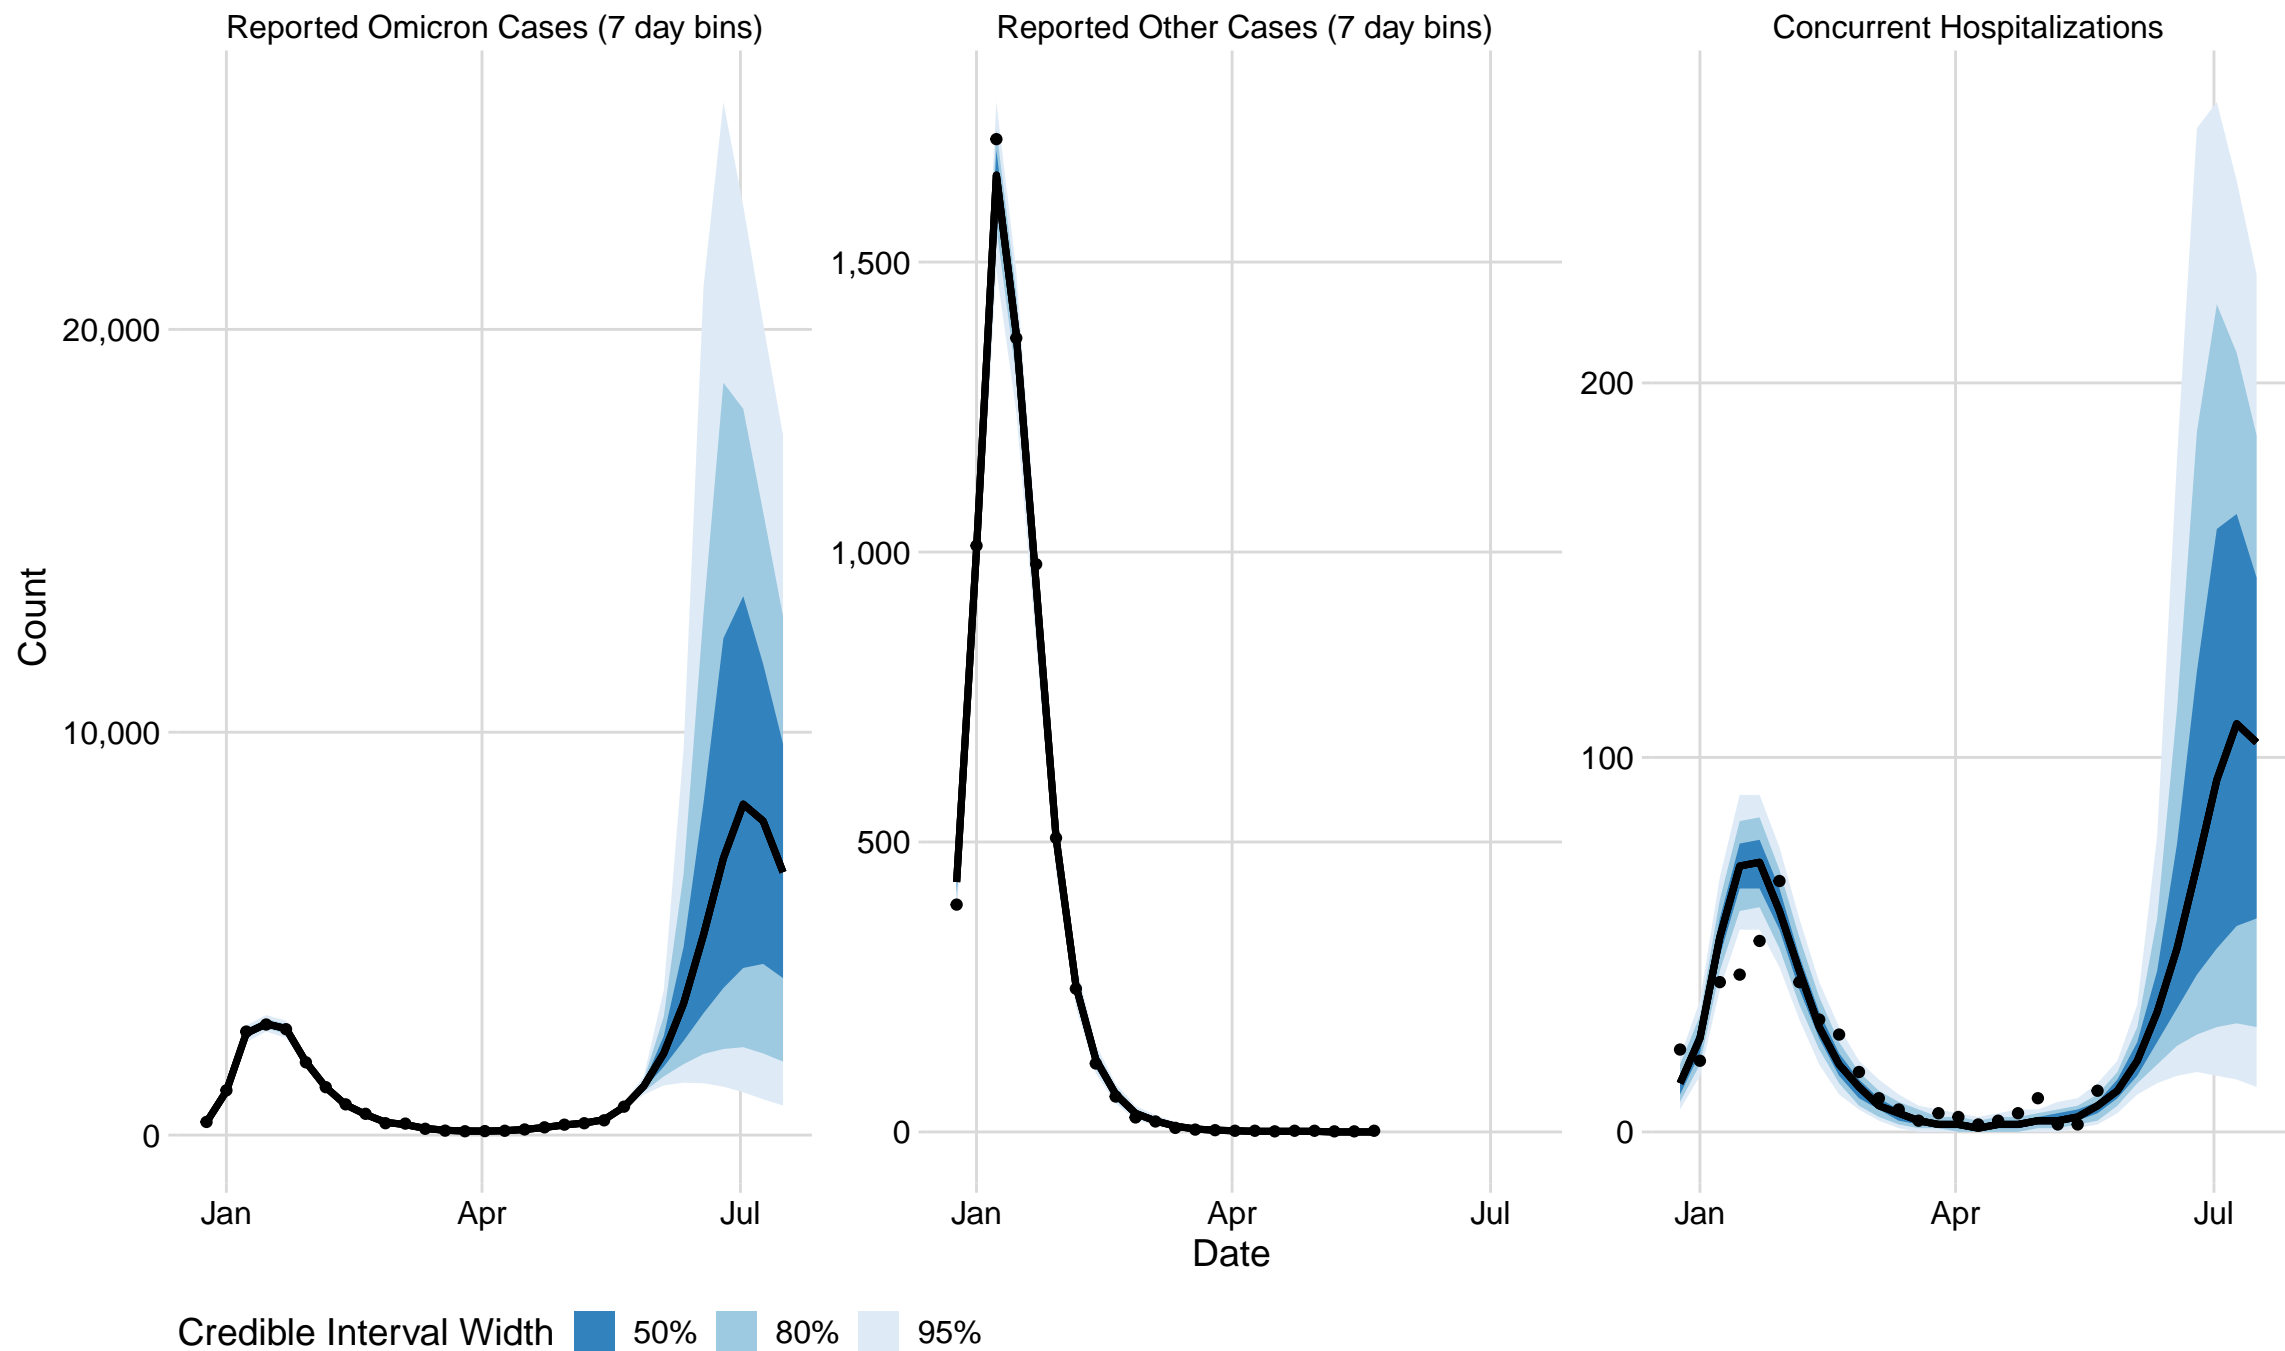 Reported Omicron Cases (7 day bins)
Reported Other Cases (7 day bins)
Concurrent Hospitalizations
Count
20,000
10,000
0
Jan
Apr
Jul
1,500
1,000
500
0
Jan
Apr
Jul
200
100
0
Jan
Apr
Jul
Date
Credible Interval Width 50% 80% 95%